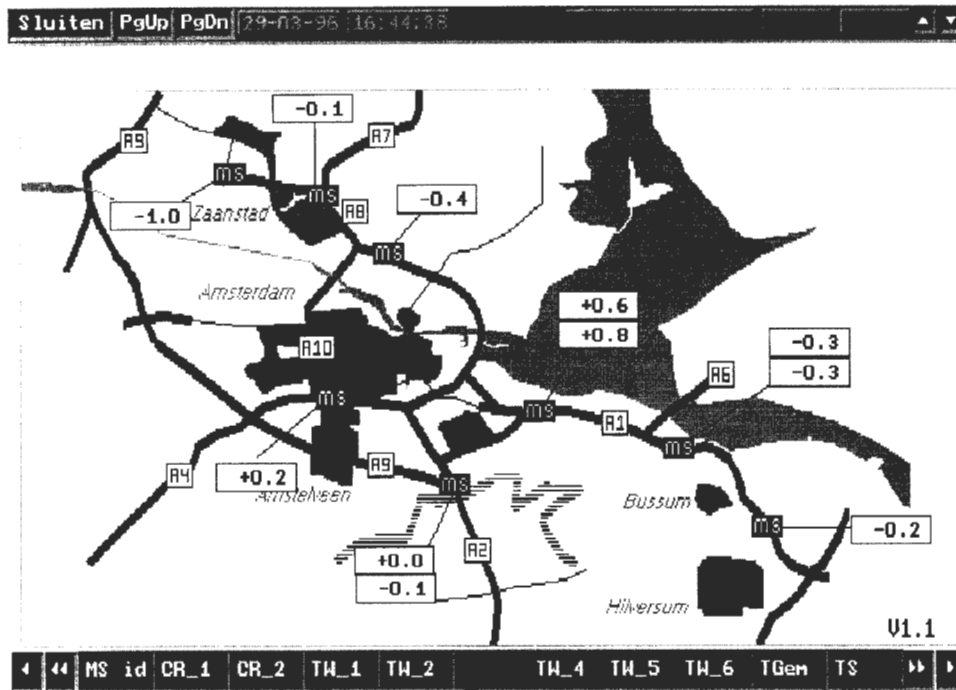 Sluiten PgUp PgDn 29-03-96 16:44:38
-0.1
A9
A7
ms
ms
-1.0
Zaanstad
A8
-0.4
ms
Amsterdam
+0.6
+0.8
A10
-0.3
-0.3
A6
ms
ms
A1
ms
A4
+0.2
A9
Amstelveen
ms
Bussum
ms
-0.2
+0.0
-0.1
A2
Hilversum
V1.1
MS id CR_1 CR_2 TW_1 TW_2 TW_4 TW_5 TW_6 TGem TS